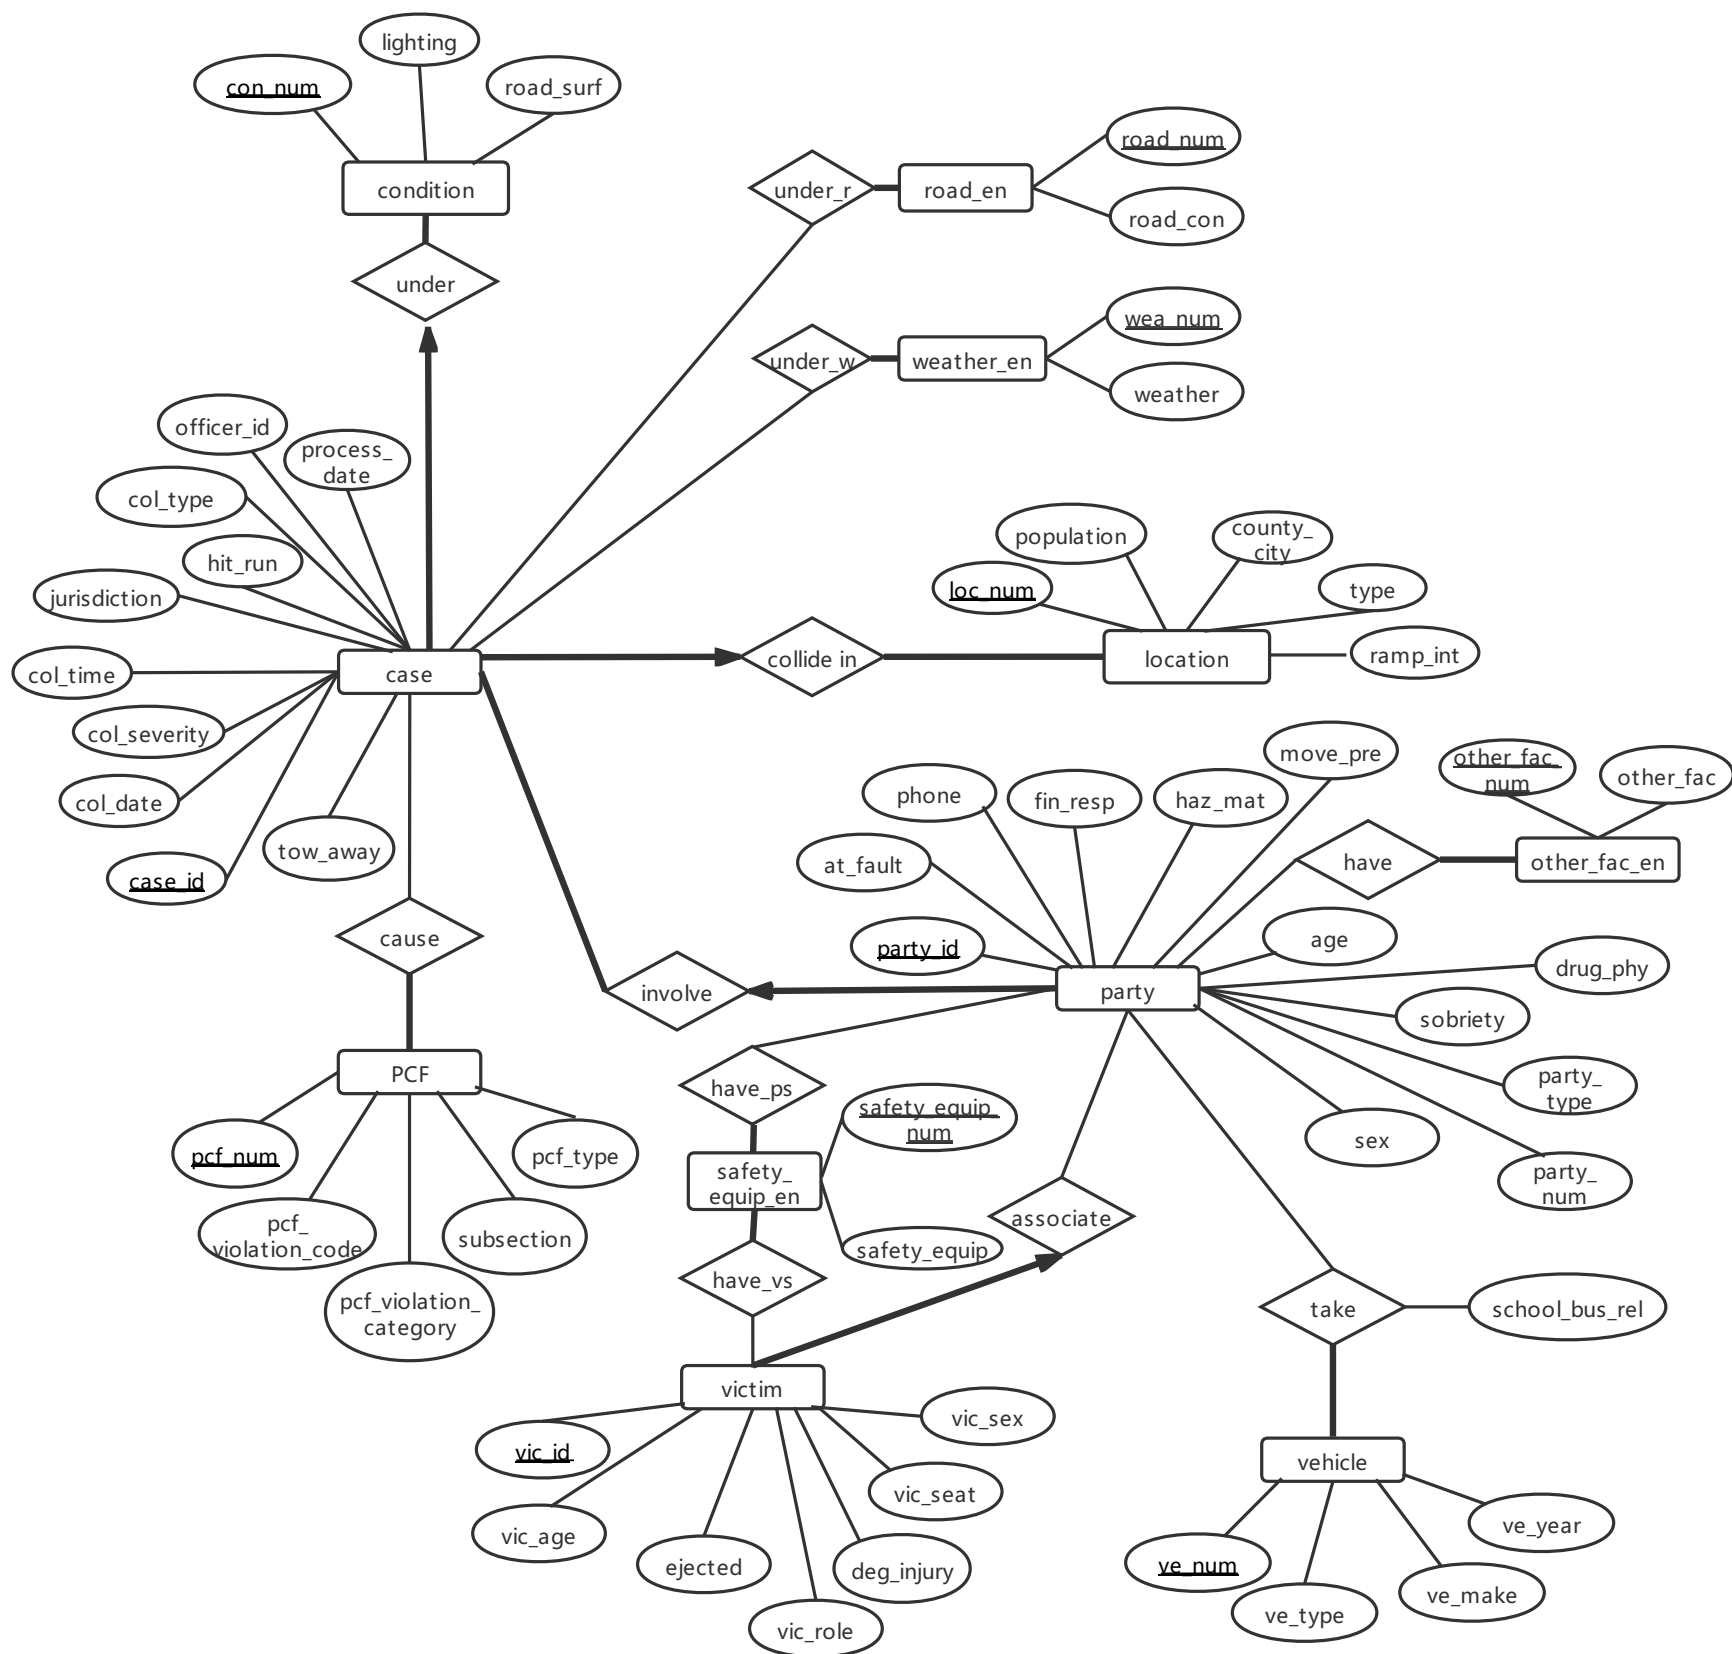 lighting
con_num
road_surf
condition
under
under_r
road_en
road_num
road_con
under_w
weather_en
wea_num
weather
officer_id
process_
date
col_type
hit_run
jurisdiction
col_time
col_severity
col_date
case_id
tow_away
case
collide in
location
population
county_
city
loc_num
type
ramp_int
cause
PCF
pcf_num
pcf_
violation_code
pcf_violation_
category
subsection
pcf_type
involve
party
phone
fin_resp
haz_mat
move_pre
at_fault
party_id
have
other_fac_en
other_fac_
num
other_fac
age
drug_phy
sobriety
party_
type
party_
num
sex
have_ps
safety_equip_
num
safety_
equip_en
safety_equip
have_vs
associate
take
school_bus_rel
victim
vic_id
vic_age
ejected
vic_role
deg_injury
vic_seat
vic_sex
vehicle
ve_num
ve_type
ve_make
ve_year